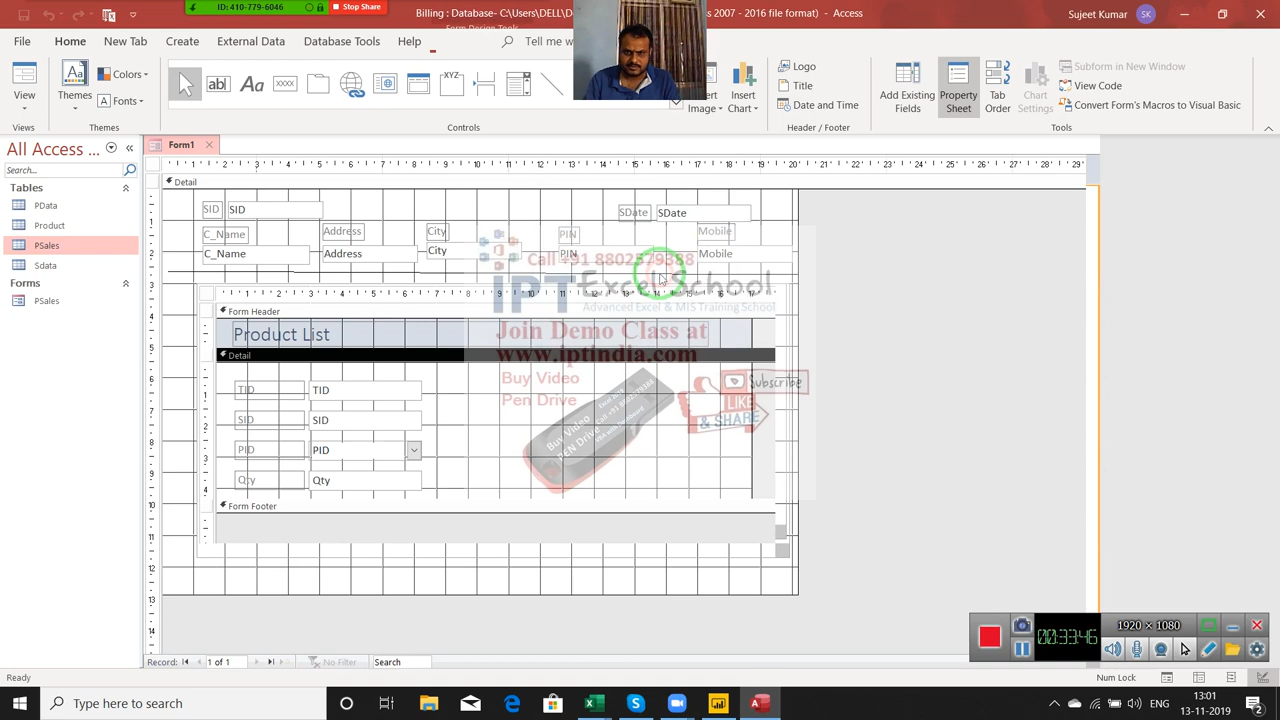 ID: 410-779-6046
Stop Share
Billing : Database- C:\Users\DELL\D
s 2007 - 2016 file format) - Access
Sujeet Kumar
SK
File
Home
New Tab
Create
External Data
Database Tools
Help
Tell me
View
Themes
Colors
Fonts
Insert
Image
Insert
Chart
Logo
Title
Date and Time
Add Existing
Fields
Property
Sheet
Tab
Order
Chart
Settings
Subform in New Window
View Code
Convert Form's Macros to Visual Basic
Views
Themes
Controls
Header / Footer
Tools
All Access ...
Search...
Tables
PData
Product
PSales
Sdata
Forms
PSales
Form1
Detail
SID
SID
SDate
SDate
C_Name
Address
City
PIN
Mobile
C_Name
Address
City
PIN
Mobile
Call +91 8802579388
IPT Excel School
Advanced Excel & MIS Training School
Form Header
Product List
Join Demo Class at
www.iptindia.com
Detail
Buy Video
Pen Drive
TID
TID
SID
SID
PID
PID
Qty
Qty
Form Footer
Subscribe
LIKE
& SHARE
Buy Video
PEN Drive
1920 × 1080
00:33:46
Record:
1 of 1
No Filter
Search
Ready
Num Lock
Type here to search
ENG
13:01
13-11-2019
2